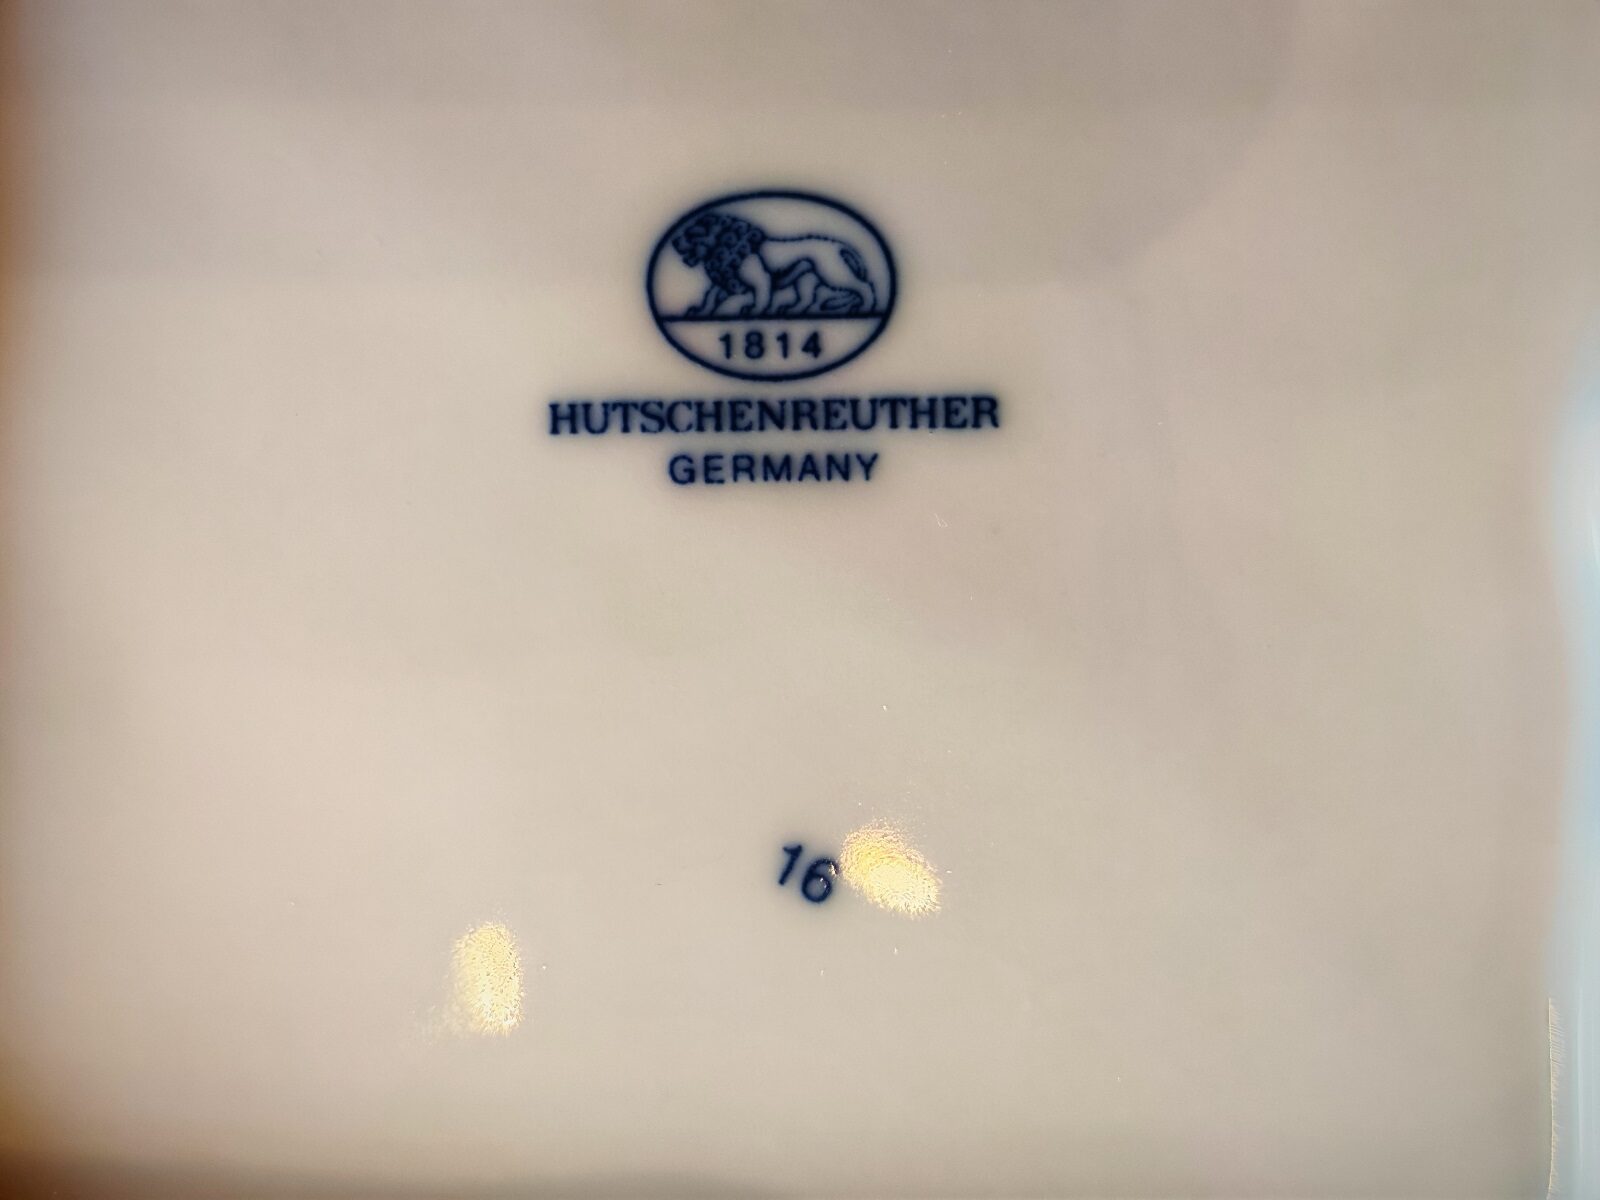 1814
HUTSCHENREUTHER
GERMANY
16